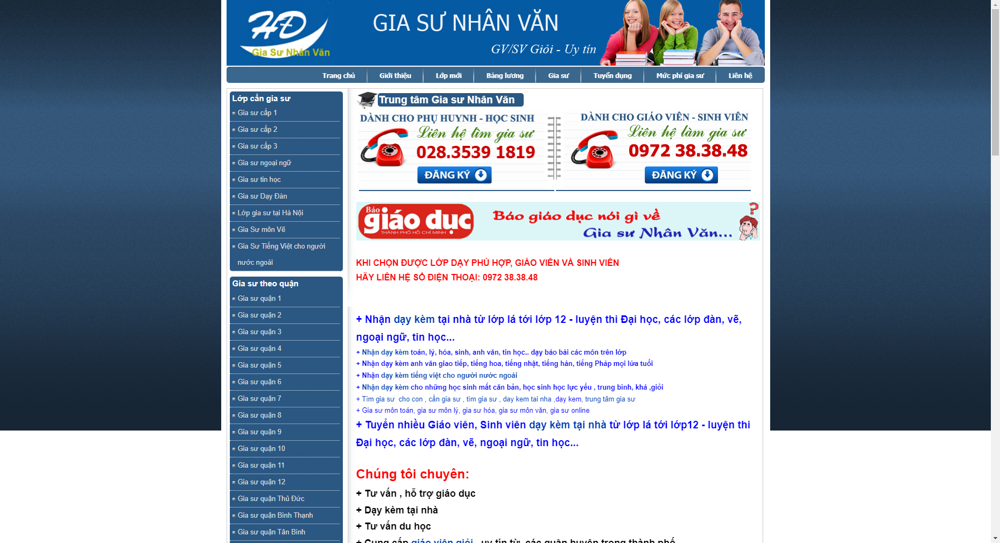 HĐ
Gia Sư Nhân Văn
GIA SƯ NHÂN VĂN
GV/SV Giỏi - Uy tín
Trang chủ
Giới thiệu
Lớp mới
Bảng lương
Gia sư
Tuyển dụng
Mức phí gia sư
Liên hệ
Lớp cần gia sư
Gia sư cấp 1
Gia sư cấp 2
Gia sư cấp 3
Gia sư ngoại ngữ
Gia sư tin học
Gia sư Dạy Đàn
Lớp gia sư tại Hà Nội
Gia Sư môn Vẽ
Gia Sư Tiếng Việt cho người
nước ngoài
Gia sư theo quận
Gia sư quận 1
Gia sư quận 2
Gia sư quận 3
Gia sư quận 4
Gia sư quận 5
Gia sư quận 6
Gia sư quận 7
Gia sư quận 8
Gia sư quận 9
Gia sư quận 10
Gia sư quận 11
Gia sư quận 12
Gia sư quận Thủ Đức
Gia sư quận Bình Thạnh
Gia sư quận Tân Bình
Trung tâm Gia sư Nhân Văn
DÀNH CHO PHỤ HUYNH - HỌC SINH
Liên hệ tìm gia sư
028.3539 1819
ĐĂNG KÝ
DÀNH CHO GIÁO VIÊN - SINH VIÊN
Liên hệ làm gia sư
0972 38.38.48
ĐĂNG KÝ
Báo
giáo dục
THÀNH PHỐ HỒ CHÍ MINH
Báo giáo dục nói gì về
Gia sư Nhân Văn...
KHI CHỌN ĐƯỢC LỚP DẠY PHÙ HỢP, GIÁO VIÊN VÀ SINH VIÊN
HÃY LIÊN HỆ SỐ ĐIỆN THOẠI: 0972 38.38.48
+ Nhận dạy kèm tại nhà từ lớp lá tới lớp 12 - luyện thi Đại học, các lớp đàn, vẽ,
ngoại ngữ, tin học...
+ Nhận dạy kèm toán, lý, hóa, sinh, anh văn, tin học.. dạy báo bài các môn trên lớp
+ Nhận dạy kèm anh văn giao tiếp, tiếng hoa, tiếng nhật, tiếng hàn, tiếng Pháp mọi lứa tuổi
+ Nhận dạy kèm tiếng việt cho người nước ngoài
+ Nhận dạy kèm cho những học sinh mất căn bản, học sinh học lực yếu , trung bình, khá ,giỏi
+ Tìm gia sư cho con , cần gia sư , tìm gia sư , day kem tai nha ,dạy kem, trung tâm gia sư
+ Gia sư môn toán, gia sư môn lý, gia sư hóa, gia sư môn văn, gia sư online
+ Tuyển nhiều Giáo viên, Sinh viên dạy kèm tại nhà từ lớp lá tới lớp12 - luyện thi
Đại học, các lớp đàn, vẽ, ngoại ngữ, tin học...
Chúng tôi chuyên:
+ Tư vấn , hỗ trợ giáo dục
+ Dạy kèm tại nhà
+ Tư vấn du học
+ Cung cấp giáo viên giỏi , uy tín từ các quận huyện trong thành phố